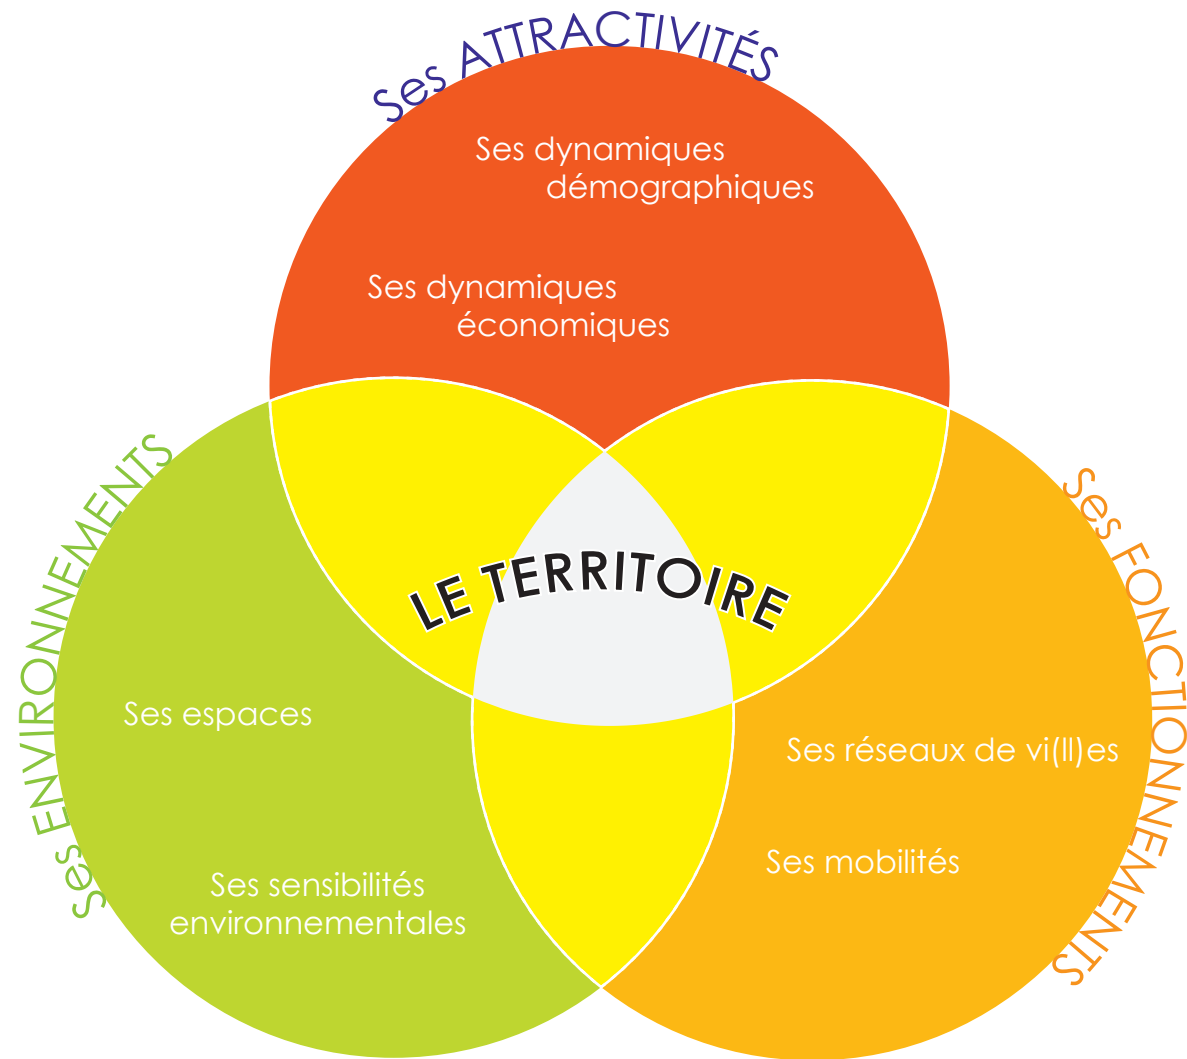 Ses ATTRACTIVITÉS
Ses dynamiques
démographiques
Ses dynamiques
économiques
Ses ENVIRONNEMENTS
Ses FONCTIONNEMENTS
LE TERRITOIRE
Ses espaces
Ses réseaux de vi(ll)es
Ses mobilités
Ses sensibilités
environnementales